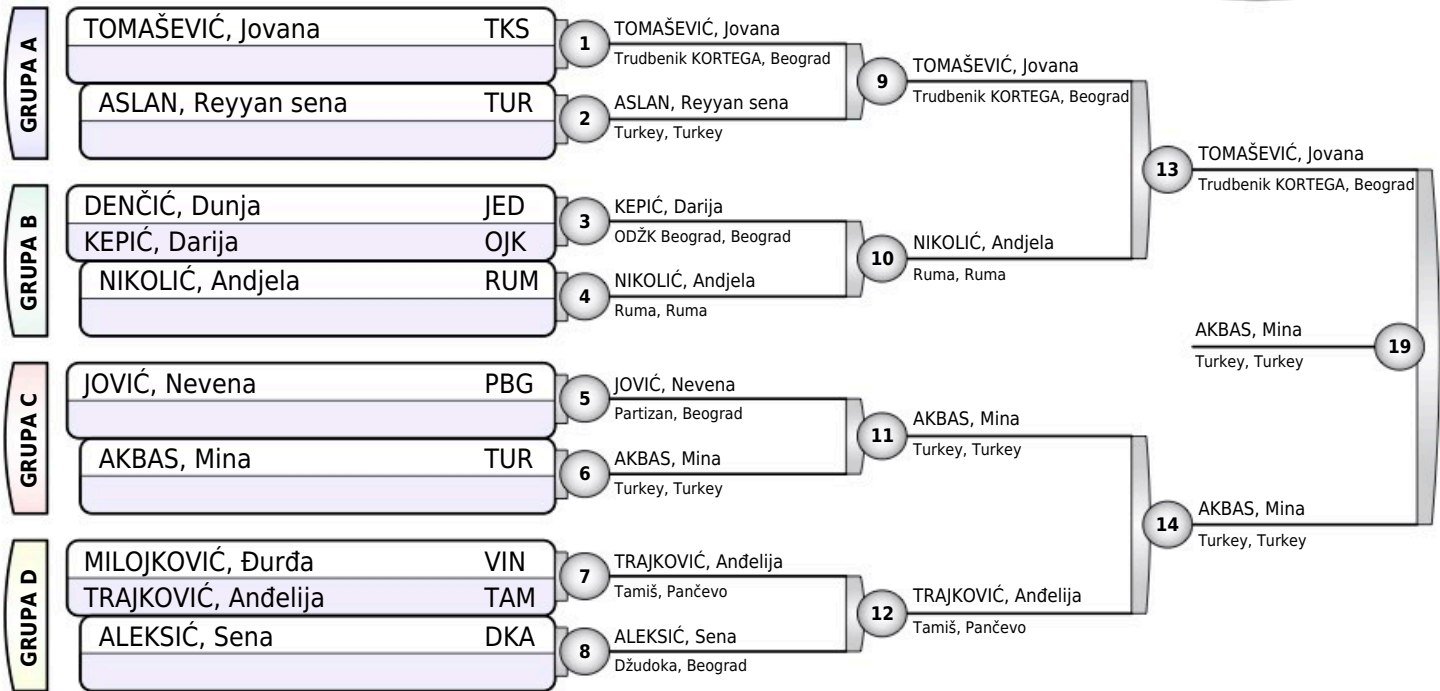 GRUPA A
TOMAŠEVIĆ, Jovana TKS
ASLAN, Reyyan sena TUR
GRUPA B
DENČIĆ, Dunja JED
KEPIĆ, Darija OJK
NIKOLIĆ, Andjela RUM
GRUPA C
JOVIĆ, Nevena PBG
AKBAS, Mina TUR
GRUPA D
MILOJKOVIĆ, Đurđa VIN
TRAJKOVIĆ, Anđelija TAM
ALEKSIĆ, Sena DKA
1
TOMAŠEVIĆ, Jovana
Trudbenik KORTEGA, Beograd
2
ASLAN, Reyyan sena
Turkey, Turkey
3
KEPIĆ, Darija
ODŽK Beograd, Beograd
4
NIKOLIĆ, Andjela
Ruma, Ruma
5
JOVIĆ, Nevena
Partizan, Beograd
6
AKBAS, Mina
Turkey, Turkey
7
TRAJKOVIĆ, Anđelija
Tamiš, Pančevo
8
ALEKSIĆ, Sena
Džudoka, Beograd
9
TOMAŠEVIĆ, Jovana
Trudbenik KORTEGA, Beograd
10
NIKOLIĆ, Andjela
Ruma, Ruma
11
AKBAS, Mina
Turkey, Turkey
12
TRAJKOVIĆ, Anđelija
Tamiš, Pančevo
13
TOMAŠEVIĆ, Jovana
Trudbenik KORTEGA, Beograd
14
AKBAS, Mina
Turkey, Turkey
AKBAS, Mina
Turkey, Turkey
19